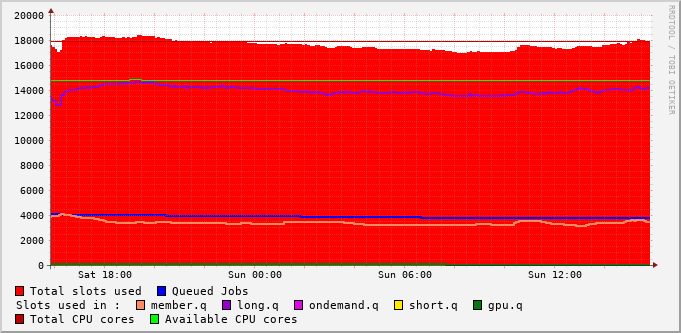 20000
18000
16000
14000
12000
10000
8000
6000
4000
2000
0
Sat 18:00 Sun 00:00 Sun 06:00 Sun 12:00
RRDTOOL / TOBI OETIKER
Total slots used Queued Jobs
Slots used in : member.q long.q ondemand.q short.q gpu.q
Total CPU cores Available CPU cores